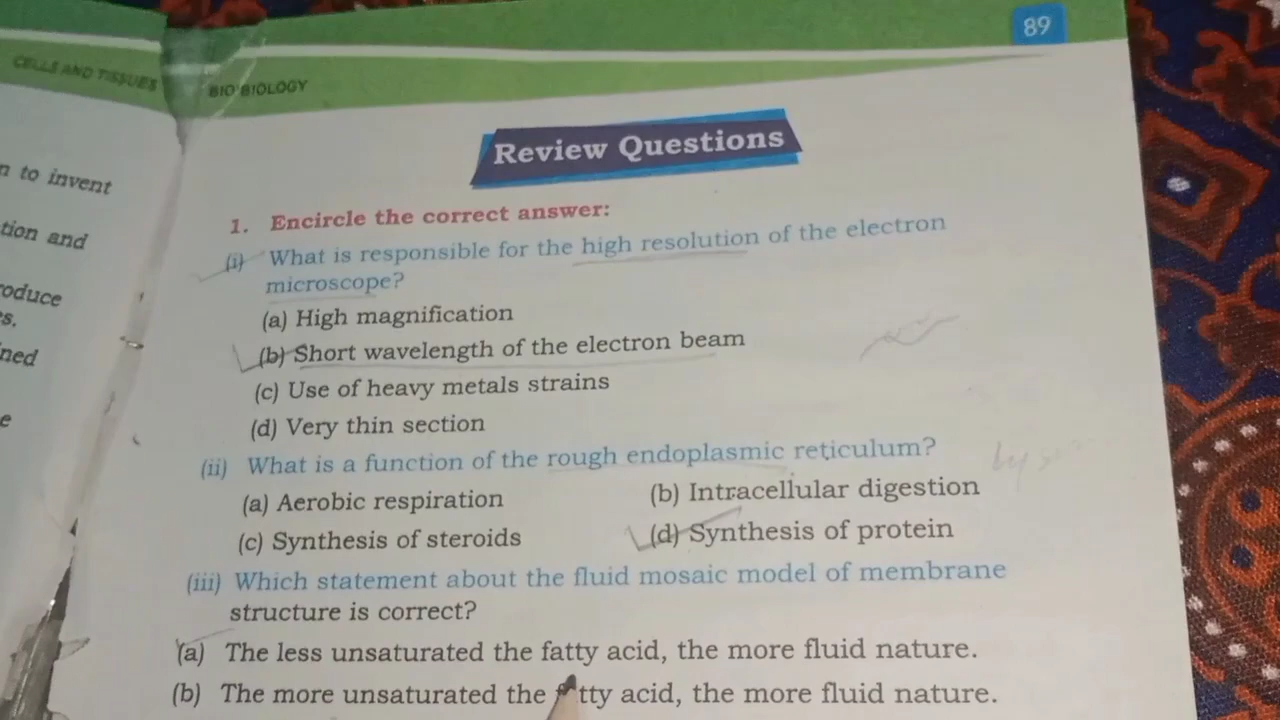 89
CELLS AND TISSUES
BIO BIOLOGY
to invent
tion and
roduce
s.
ned
e
Review Questions
1. Encircle the correct answer:
(i) What is responsible for the high resolution of the electron
microscope?
(a) High magnification
(b) Short wavelength of the electron beam
(c) Use of heavy metals strains
(d) Very thin section
(ii) What is a function of the rough endoplasmic reticulum?
(a) Aerobic respiration (b) Intracellular digestion
(c) Synthesis of steroids (d) Synthesis of protein
(iii) Which statement about the fluid mosaic model of membrane
structure is correct?
(a) The less unsaturated the fatty acid, the more fluid nature.
(b) The more unsaturated the fatty acid, the more fluid nature.